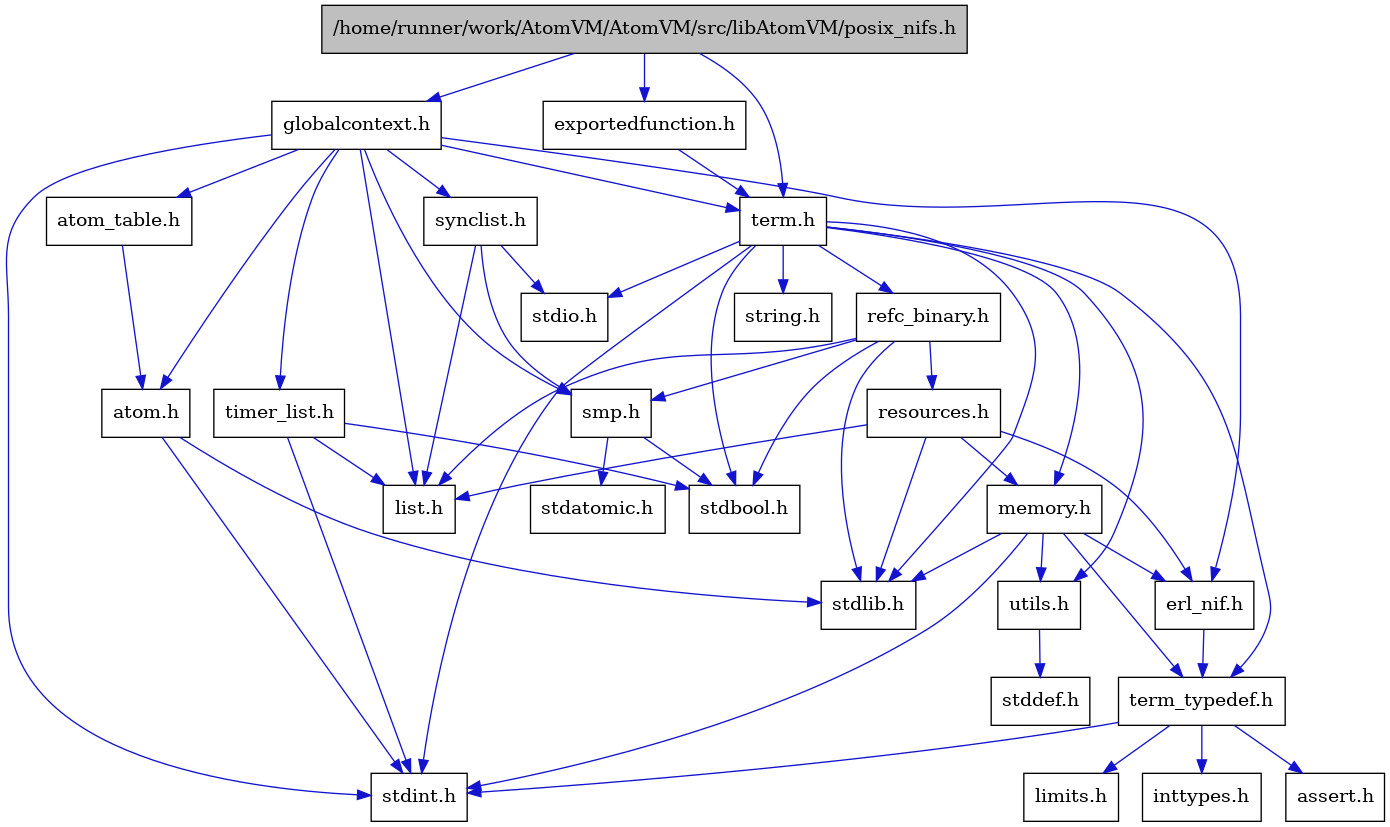 /home/runner/work/AtomVM/AtomVM/src/libAtomVM/posix_nifs.h
globalcontext.h
exportedfunction.h
atom_table.h
synclist.h
term.h
stdio.h
string.h
refc_binary.h
atom.h
timer_list.h
smp.h
resources.h
list.h
stdatomic.h
stdbool.h
memory.h
stdlib.h
utils.h
erl_nif.h
stddef.h
term_typedef.h
stdint.h
limits.h
inttypes.h
assert.h